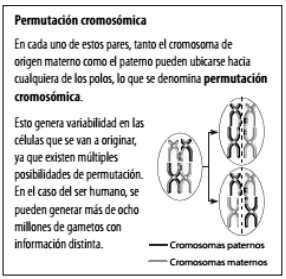 Permutación cromosómica
En cada uno de estos pares, tanto el cromosoma de
origen materno como el paterno pueden ubicarse hacia
cualquiera de los polos, lo que se denomina permutación
cromosómica.
Esto genera variabilidad en las
células que se van a originar,
ya que existen múltiples
posibilidades de permutación.
En el caso del ser humano, se
pueden generar más de ocho
millones de gametos con
información distinta.
Cromosomas paternos
Cromosomas maternos